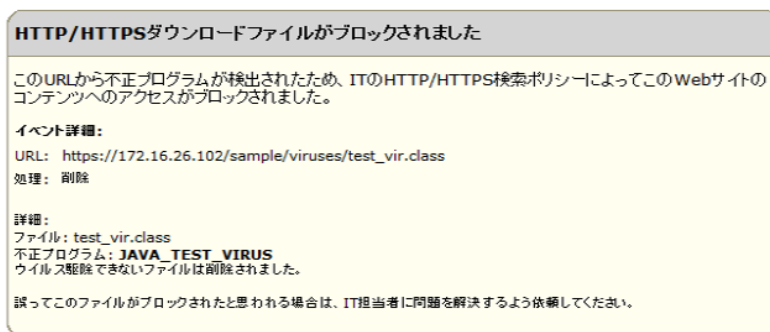 HTTP/HTTPSダウンロードファイルがブロックされました
このURLから不正プログラムが検出されたため、ITのHTTP/HTTPS検索ポリシーによってこのWebサイトの
コンテンツへのアクセスがブロックされました。
イベント詳細:
URL: https://172.16.26.102/sample/viruses/test_vir.class
処理: 削除
詳細:
ファイル: test_vir.class
不正プログラム: JAVA_TEST_VIRUS
ウイルス駆除できないファイルは削除されました。
誤ってこのファイルがブロックされたと思われる場合は、IT担当者に問題を解決するよう依頼してください。